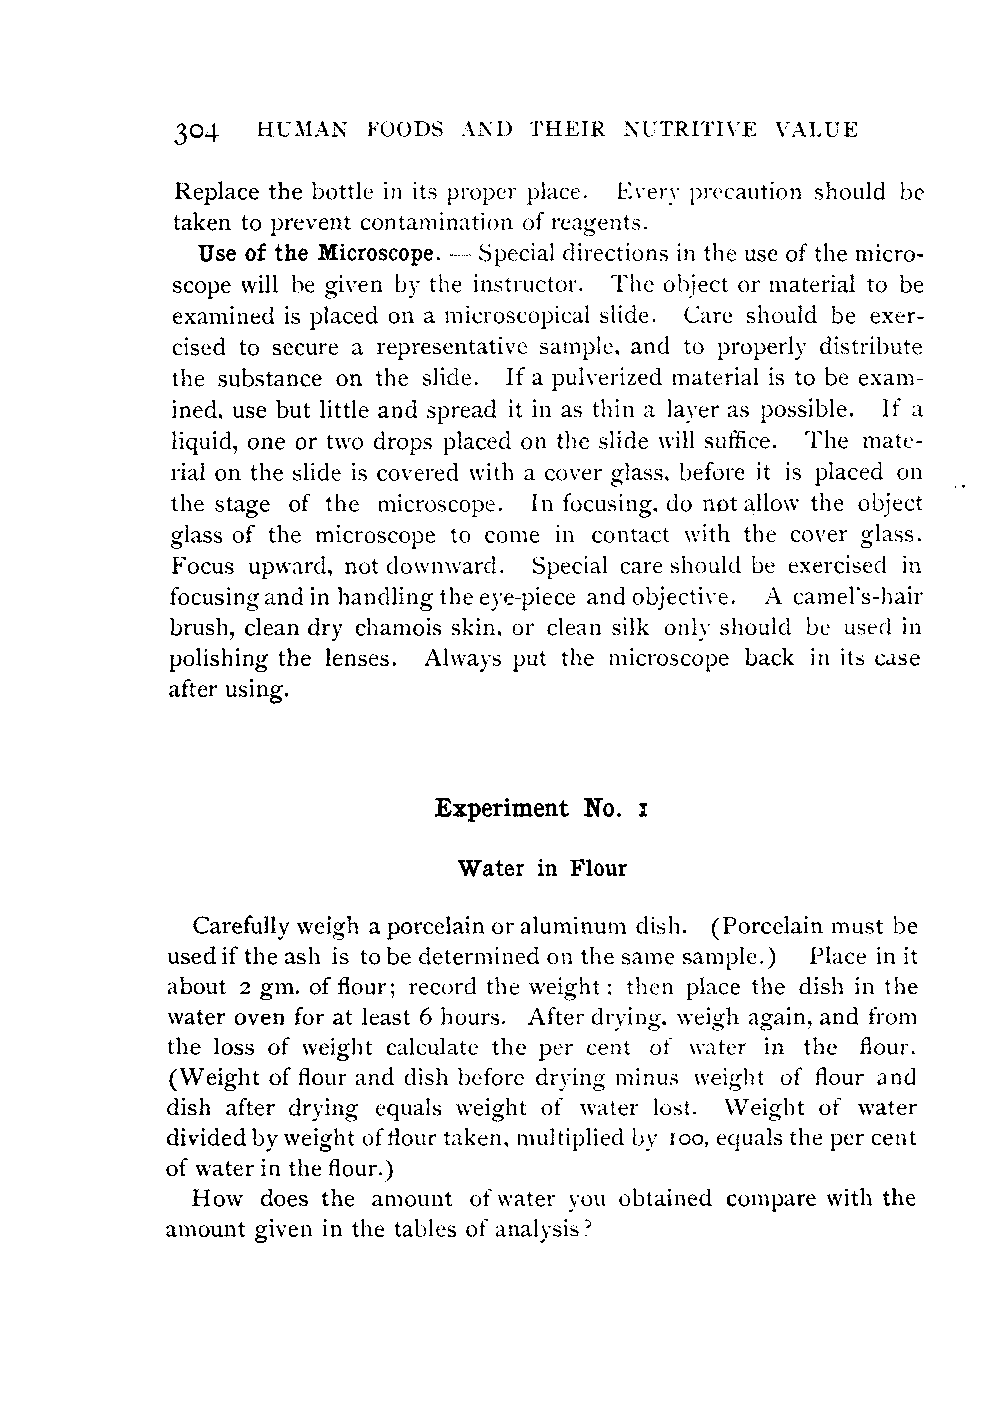 304 HUMAN FOODS AND THEIR NUTRITIVE VALUE
Replace the bottle in its proper place. Every precaution should be
taken to prevent contamination of reagents.
Use of the Microscope. — Special directions in the use of the micro-
scope will be given by the instructor. The object or material to be
examined is placed on a microscopical slide. Care should be exer-
cised to secure a representative sample, and to properly distribute
the substance on the slide. If a pulverized material is to be exam-
ined, use but little and spread it in as thin a layer as possible. If a
liquid, one or two drops placed on the slide will suffice. The mate-
rial on the slide is covered with a cover glass, before it is placed on
the stage of the microscope. In focusing, do not allow the object
glass of the microscope to come in contact with the cover glass.
Focus upward, not downward. Special care should be exercised in
focusing and in handling the eye-piece and objective. A camel's-hair
brush, clean dry chamois skin, or clean silk only should be used in
polishing the lenses. Always put the microscope back in its case
after using.
Experiment No. 1
Water in Flour
Carefully weigh a porcelain or aluminum dish. (Porcelain must be
used if the ash is to be determined on the same sample.) Place in it
about 2 gm. of flour; record the weight; then place the dish in the
water oven for at least 6 hours. After drying, weigh again, and from
the loss of weight calculate the per cent of water in the flour.
(Weight of flour and dish before drying minus weight of flour and
dish after drying equals weight of water lost. Weight of water
divided by weight of flour taken, multiplied by 100, equals the per cent
of water in the flour.)
How does the amount of water you obtained compare with the
amount given in the tables of analysis?